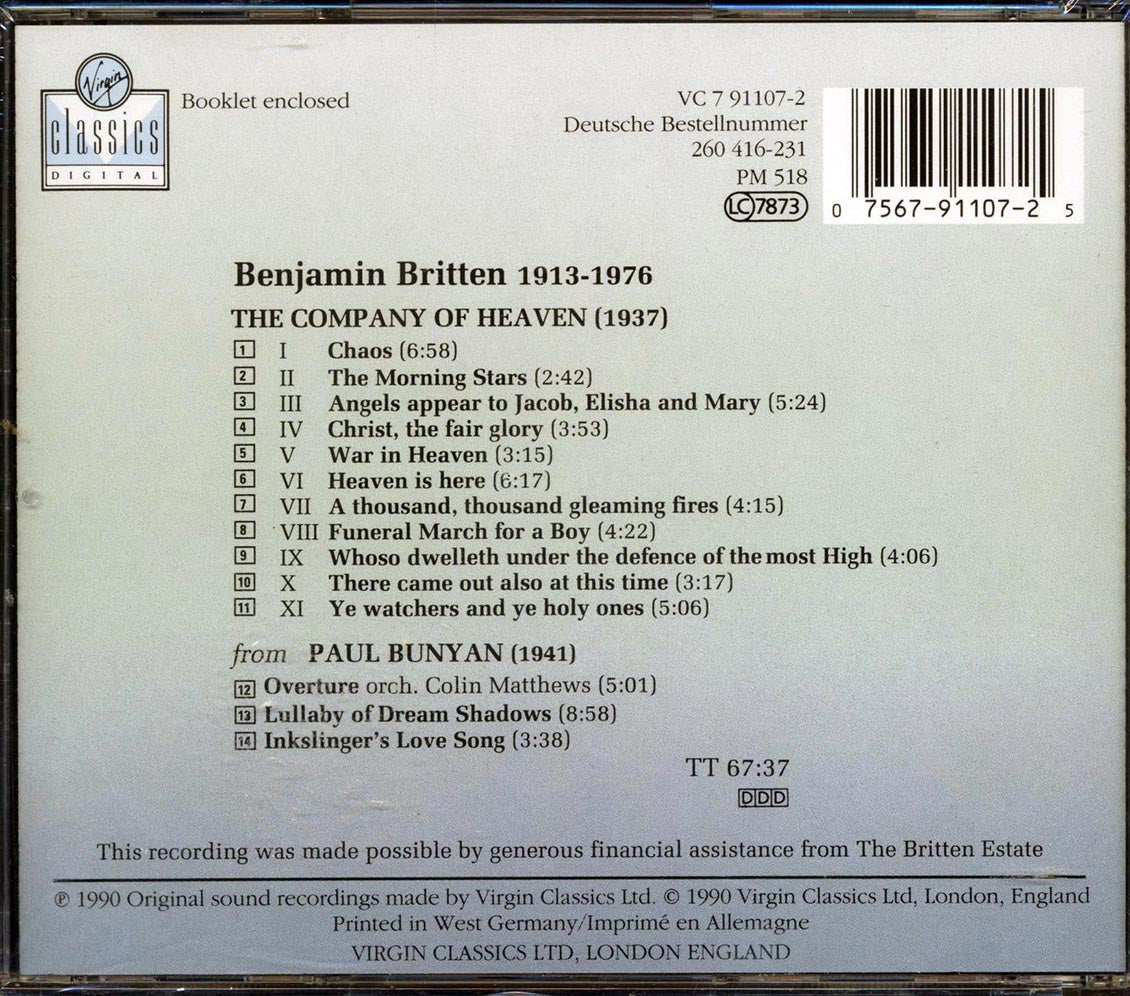 Virgin
classics
DIGITAL
Booklet enclosed
VC 7 91107-2
Deutsche Bestellnummer
260 416-231
PM 518
LC 7873
0 7567-91107-2 5
Benjamin Britten 1913-1976
THE COMPANY OF HEAVEN (1937)
1 I Chaos (6:58)
2 II The Morning Stars (2:42)
3 III Angels appear to Jacob, Elisha and Mary (5:24)
4 IV Christ, the fair glory (3:53)
5 V War in Heaven (3:15)
6 VI Heaven is here (6:17)
7 VII A thousand, thousand gleaming fires (4:15)
8 VIII Funeral March for a Boy (4:22)
9 IX Whoso dwelleth under the defence of the most High (4:06)
10 X There came out also at this time (3:17)
11 XI Ye watchers and ye holy ones (5:06)
from PAUL BUNYAN (1941)
12 Overture orch. Colin Matthews (5:01)
13 Lullaby of Dream Shadows (8:58)
14 Inkslinger's Love Song (3:38)
TT 67:37
DDD
This recording was made possible by generous financial assistance from The Britten Estate
℗ 1990 Original sound recordings made by Virgin Classics Ltd. © 1990 Virgin Classics Ltd, London, England
Printed in West Germany/Imprimé en Allemagne
VIRGIN CLASSICS LTD, LONDON ENGLAND